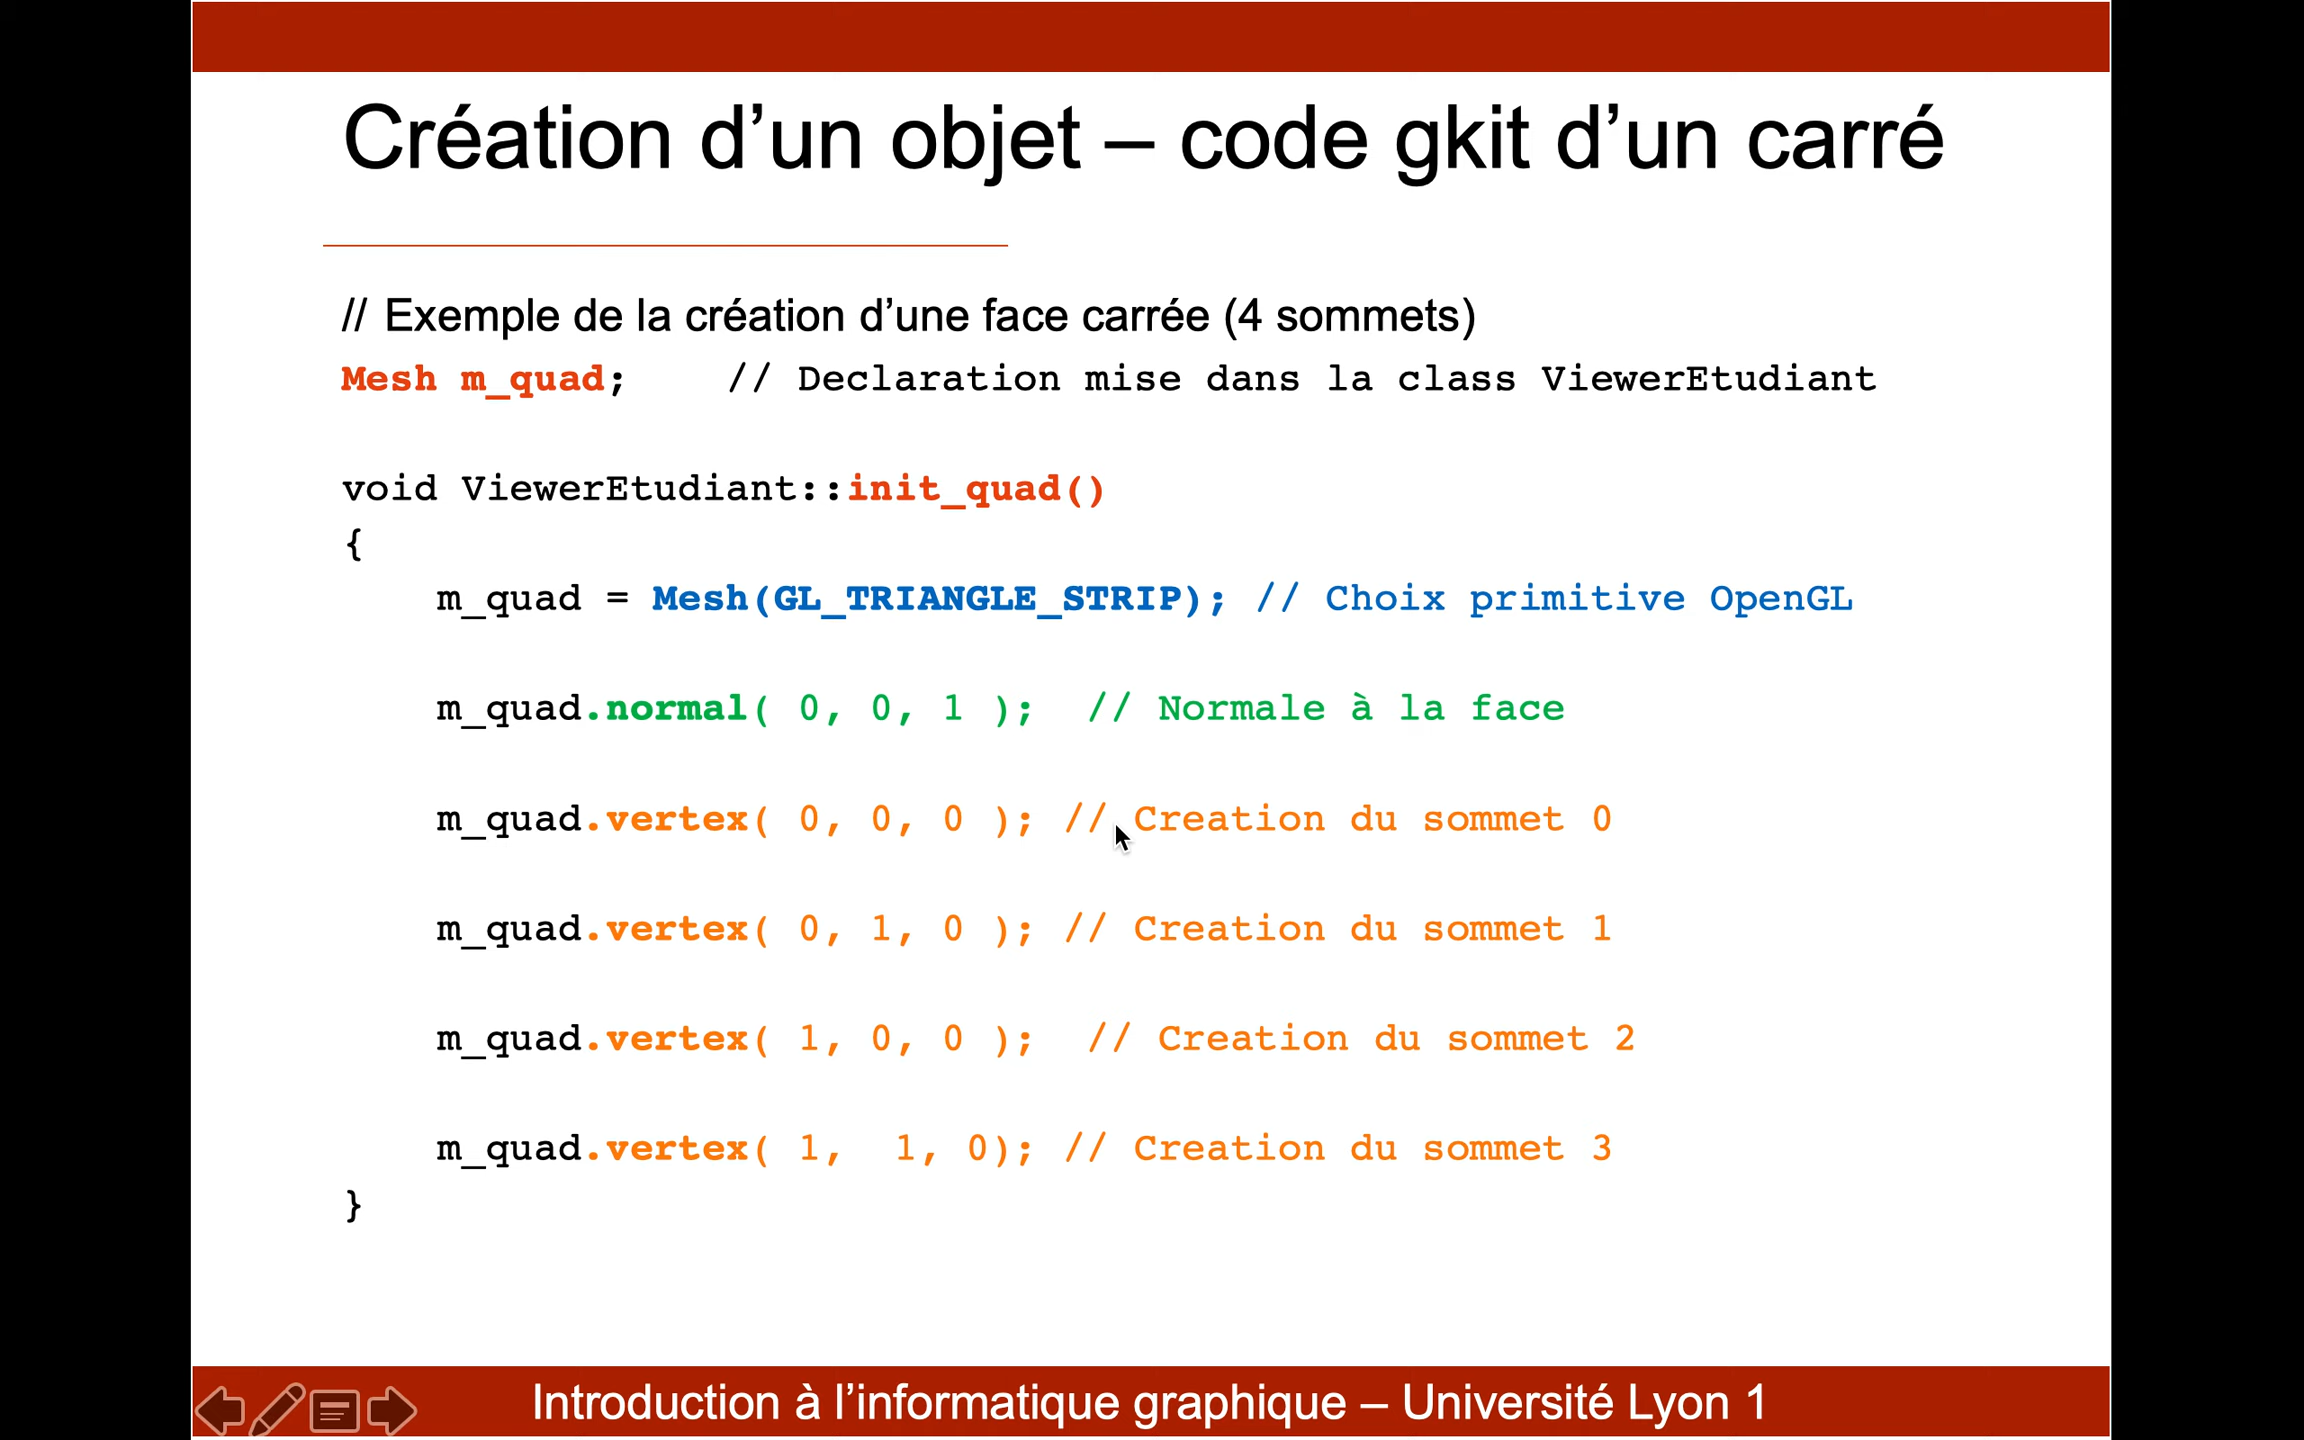 Création d’un objet – code gkit d’un carré
// Exemple de la création d’une face carrée (4 sommets)
Mesh m_quad;    // Declaration mise dans la class ViewerEtudiant
void ViewerEtudiant::init_quad()
{
    m_quad = Mesh(GL_TRIANGLE_STRIP); // Choix primitive OpenGL
    m_quad.normal( 0, 0, 1 );  // Normale à la face
    m_quad.vertex( 0, 0, 0 ); // Creation du sommet 0
    m_quad.vertex( 0, 1, 0 ); // Creation du sommet 1
    m_quad.vertex( 1, 0, 0 );  // Creation du sommet 2
    m_quad.vertex( 1,  1, 0); // Creation du sommet 3
}
Introduction à l’informatique graphique – Université Lyon 1